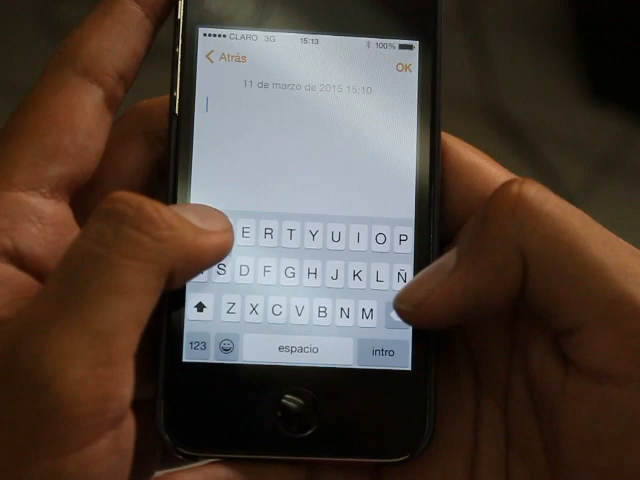 CLARO 3G 15:13 100%
Atrás
OK
11 de marzo de 2015 15:10
E R T Y U I O P
S D F G H J K L Ñ
Z X C V B N M
123 espacio intro